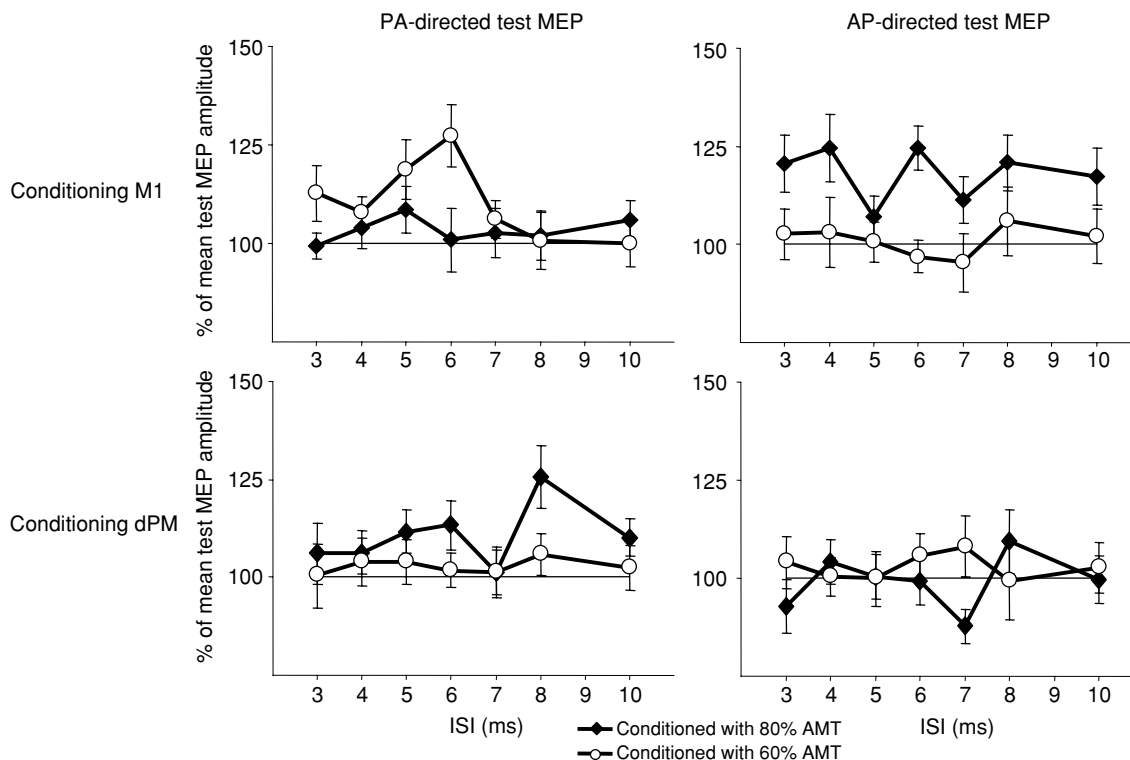 PA-directed test MEP
AP-directed test MEP
Conditioning M1
% of mean test MEP amplitude
150
125
100
3 4 5 6 7 8 9 10
150
125
100
3 4 5 6 7 8 9 10
Conditioning dPM
% of mean test MEP amplitude
150
125
100
3 4 5 6 7 8 9 10
ISI (ms)
150
125
100
3 4 5 6 7 8 9 10
ISI (ms)
Conditioned with 80% AMT
Conditioned with 60% AMT